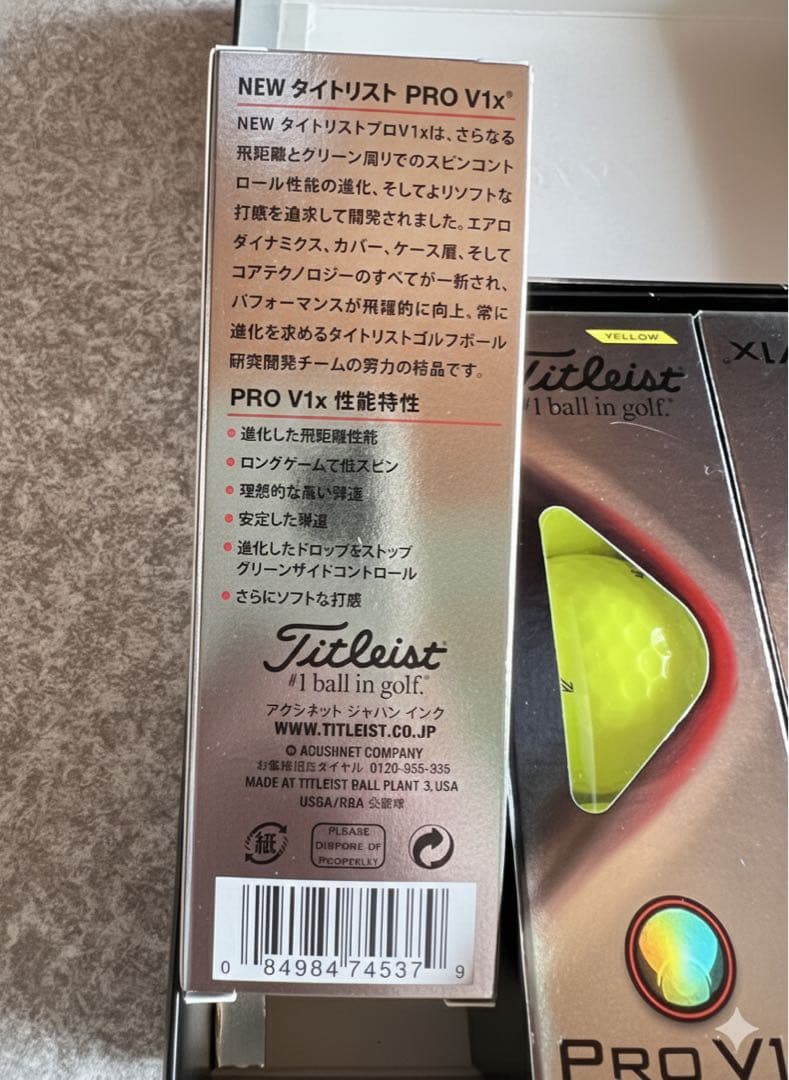 NEW タイトリスト PRO V1x®
NEW タイトリストプロV1xは、さらなる
飛距離とグリーン周りでのスピンコント
ロール性能の進化、そしてよりソフトな
打感を追求して開発されました。エアロ
ダイナミクス、カバー、ケース層、そして
コアテクノロジーのすべてが一新され、
パフォーマンスが飛躍的に向上。常に
進化を求めるタイトリストゴルフボール
研究開発チームの努力の結晶です。
PRO V1x 性能特性
進化した飛距離性能
ロングゲームで低スピン
的な高い
安定した
進化したドロップ&ストップ
グリーンサイドコントロール
さらにソフトな打感
Titleist®
#1 ball in golf.®
アクシネット ジャパン インク
WWW.TITLEIST.CO.JP
© ADUSHNET COMPANY
ダイヤル 0120-955-935
MADE AT TITLEIST BALL PLANT 3, USA
紙
0 84984 74537 9
YELLOW
Titleist®
#1 ball in golf.®
PRO V1